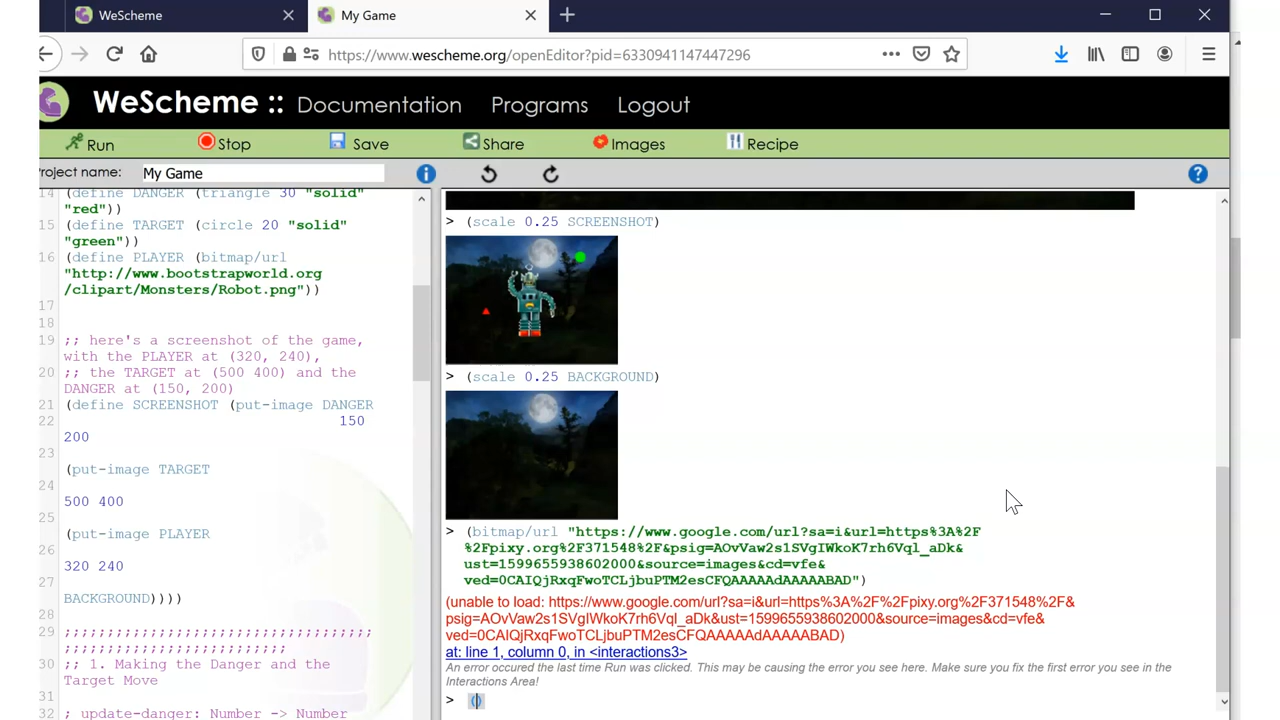 WeScheme
My Game
https://www.wescheme.org/openEditor?pid=6330941147447296
WeScheme :: Documentation Programs Logout
Run Stop Save Share Images Recipe
Project name: My Game
14 (define DANGER (triangle 30 "solid"
"red"))
15 (define TARGET (circle 20 "solid"
"green"))
16 (define PLAYER (bitmap/url
"http://www.bootstrapworld.org
/clipart/Monsters/Robot.png"))
17
18
19 ;; here's a screenshot of the game,
with the PLAYER at (320, 240),
20 ;; the TARGET at (500 400) and the
DANGER at (150, 200)
21 (define SCREENSHOT (put-image DANGER
22 150
200
23
(put-image TARGET
24
500 400
25
(put-image PLAYER
26
320 240
27
BACKGROUND))))
28
29 ;;;;;;;;;;;;;;;;;;;;;;;;;;;;;;;;;;;;;
;;;;;;;;;;;;;;;;;;;;;;;;;;;
30 ;; 1. Making the Danger and the
Target Move
31
32 ; update-danger: Number -> Number
> (scale 0.25 SCREENSHOT)
> (scale 0.25 BACKGROUND)
> (bitmap/url "https://www.google.com/url?sa=i&url=https%3A%2F
%2Fpixy.org%2F371548%2F&psig=AOvVaw2s1SVgIWkoK7rh6Vql_aDk&
ust=1599655938602000&source=images&cd=vfe&
ved=0CAIQjRxqFwoTCLjbuPTM2esCFQAAAAAdAAAAABAD")
(unable to load: https://www.google.com/url?sa=i&url=https%3A%2F%2Fpixy.org%2F371548%2F&
psig=AOvVaw2s1SVgIWkoK7rh6Vql_aDk&ust=1599655938602000&source=images&cd=vfe&
ved=0CAIQjRxqFwoTCLjbuPTM2esCFQAAAAAdAAAAABAD)
at: line 1, column 0, in <interactions3>
An error occured the last time Run was clicked. This may be causing the error you see here. Make sure you fix the first error you see in the
Interactions Area!
> ()